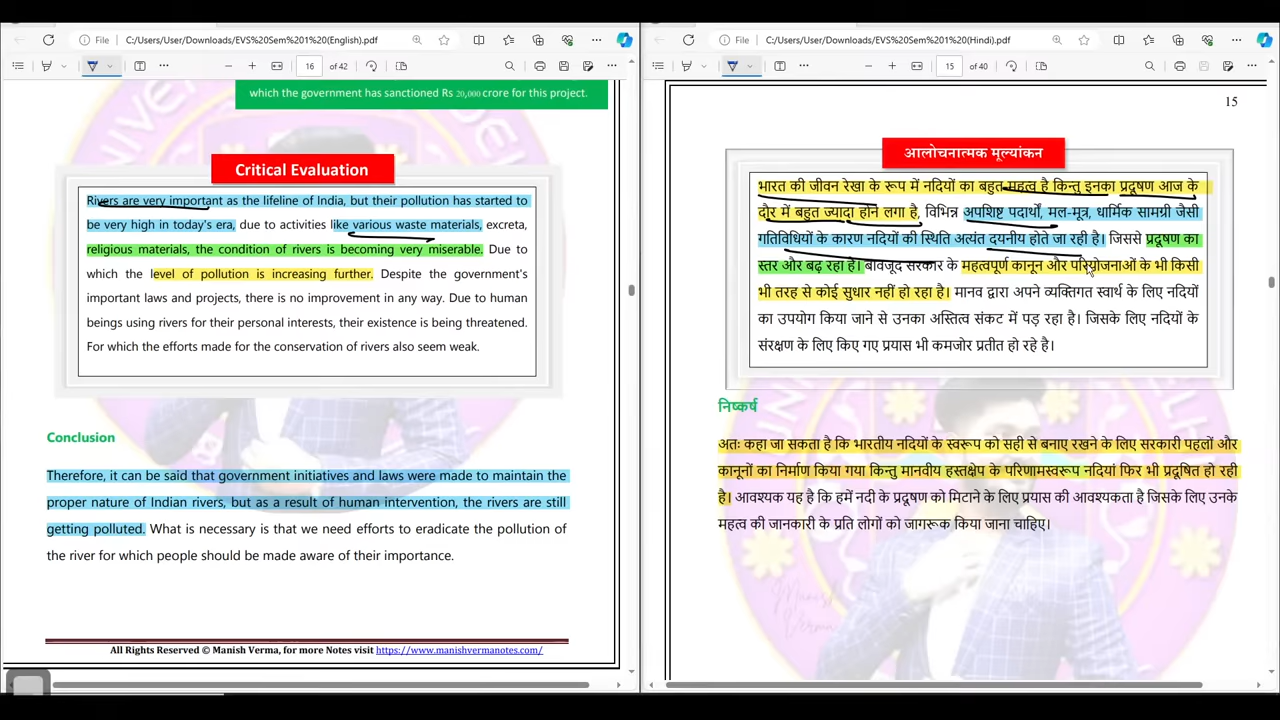 File
C:/Users/User/Downloads/EVS%20Sem%201%20(English).pdf
16 of 42
which the government has sanctioned Rs 20,000 crore for this project.
Critical Evaluation
Rivers are very important as the lifeline of India, but their pollution has started to
be very high in today's era, due to activities like various waste materials, excreta,
religious materials, the condition of rivers is becoming very miserable. Due to
which the level of pollution is increasing further. Despite the government's
important laws and projects, there is no improvement in any way. Due to human
beings using rivers for their personal interests, their existence is being threatened.
For which the efforts made for the conservation of rivers also seem weak.
Conclusion
Therefore, it can be said that government initiatives and laws were made to maintain the
proper nature of Indian rivers, but as a result of human intervention, the rivers are still
getting polluted. What is necessary is that we need efforts to eradicate the pollution of
the river for which people should be made aware of their importance.
All Rights Reserved © Manish Verma, for more Notes visit https://www.manishvermanotes.com/
File
C:/Users/User/Downloads/EVS%20Sem%201%20(Hindi).pdf
15 of 40
15
आलोचनात्मक मूल्यांकन
भारत की जीवन रेखा के रूप में नदियों का बहुत महत्व है किन्तु इनका प्रदूषण आज के
दौर में बहुत ज्यादा होने लगा है, विभिन्न अपशिष्ट पदार्थों, मल-मूत्र, धार्मिक सामग्री जैसी
गतिविधियों के कारण नदियों की स्थिति अत्यंत दयनीय होते जा रही है। जिससे प्रदूषण का
स्तर और बढ़ रहा है। बावजूद सरकार के महत्वपूर्ण कानून और परियोजनाओं के भी किसी
भी तरह से कोई सुधार नहीं हो रहा है। मानव द्वारा अपने व्यक्तिगत स्वार्थ के लिए नदियों
का उपयोग किया जाने से उनका अस्तित्व संकट में पड़ रहा है। जिसके लिए नदियों के
संरक्षण के लिए किए गए प्रयास भी कमजोर प्रतीत हो रहे है।
निष्कर्ष
अतः कहा जा सकता है कि भारतीय नदियों के स्वरूप को सही से बनाए रखने के लिए सरकारी पहलों और
कानूनों का निर्माण किया गया किन्तु मानवीय हस्तक्षेप के परिणामस्वरूप नदियां फिर भी प्रदूषित हो रही
है। आवश्यक यह है कि हमें नदी के प्रदूषण को मिटाने के लिए प्रयास की आवश्यकता है जिसके लिए उनके
महत्व की जानकारी के प्रति लोगों को जागरूक किया जाना चाहिए।
Manish
Verma